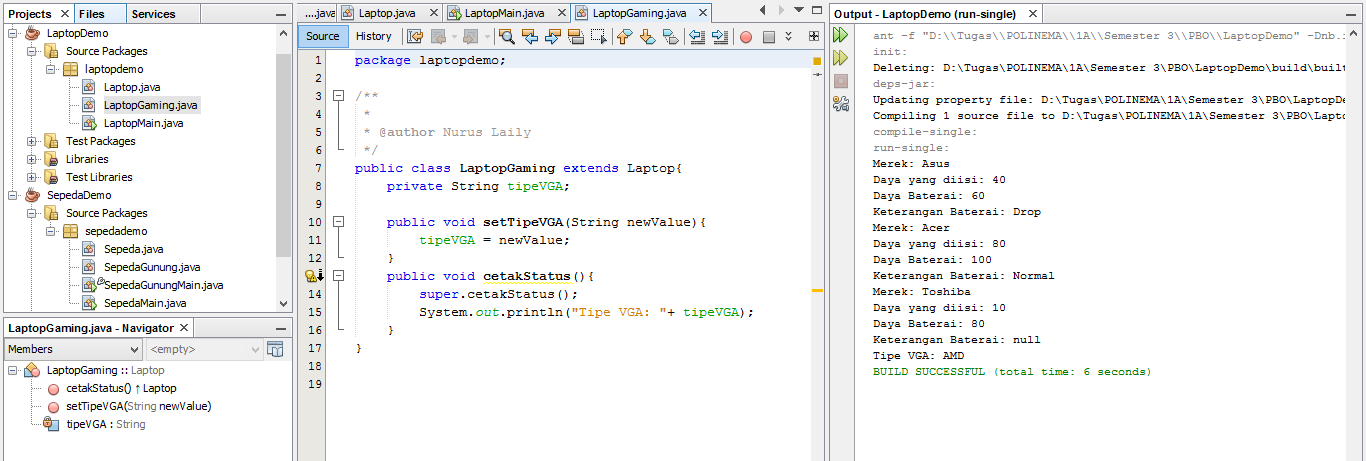 Projects
Files
Services
LaptopDemo
Source Packages
laptopdemo
Laptop.java
LaptopGaming.java
LaptopMain.java
Test Packages
Libraries
Test Libraries
SepedaDemo
Source Packages
sepedademo
Sepeda.java
SepedaGunung.java
SepedaGunungMain.java
SepedaMain.java
LaptopGaming.java - Navigator
Members
<empty>
LaptopGaming :: Laptop
cetakStatus() ↑ Laptop
setTipeVGA(String newValue)
tipeVGA : String
....java
Laptop.java
LaptopMain.java
LaptopGaming.java
Source
History
1 package laptopdemo;
2
3 /**
4 *
5 * @author Nurus Laily
6 */
7 public class LaptopGaming extends Laptop{
8 private String tipeVGA;
9
10 public void setTipeVGA(String newValue){
11 tipeVGA = newValue;
12 }
public void cetakStatus(){
14 super.cetakStatus();
15 System.out.println("Tipe VGA: "+ tipeVGA);
16 }
17 }
18
19
Output - LaptopDemo (run-single)
ant -f "D:\\Tugas\\POLINEMA\\1A\\Semester 3\\PBO\\LaptopDemo" -Dnb.
init:
Deleting: D:\Tugas\POLINEMA\1A\Semester 3\PBO\LaptopDemo\build\built
deps-jar:
Updating property file: D:\Tugas\POLINEMA\1A\Semester 3\PBO\LaptopDe
Compiling 1 source file to D:\Tugas\POLINEMA\1A\Semester 3\PBO\Lapto
compile-single:
run-single:
Merek: Asus
Daya yang diisi: 40
Daya Baterai: 60
Keterangan Baterai: Drop
Merek: Acer
Daya yang diisi: 80
Daya Baterai: 100
Keterangan Baterai: Normal
Merek: Toshiba
Daya yang diisi: 10
Daya Baterai: 80
Keterangan Baterai: null
Tipe VGA: AMD
BUILD SUCCESSFUL (total time: 6 seconds)